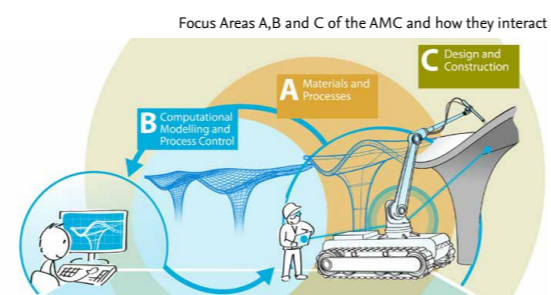 Focus Areas A,B and C of the AMC and how they interact
C Design and
Construction
A Materials and
Processes
B Computational
Modelling and
Process Control